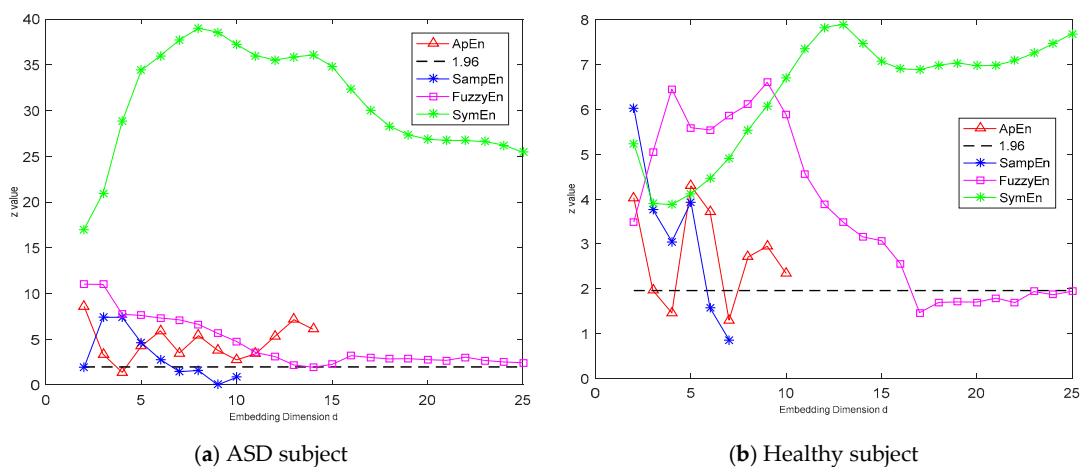 40
35
30
25
20
15
10
5
0
z value
0 5 10 15 20 25
Embedding Dimension d
ApEn
1.96
SampEn
FuzzyEn
SymEn
(a) ASD subject
8
7
6
5
4
3
2
1
0
z value
0 5 10 15 20 25
Embedding Dimension d
ApEn
1.96
SampEn
FuzzyEn
SymEn
(b) Healthy subject